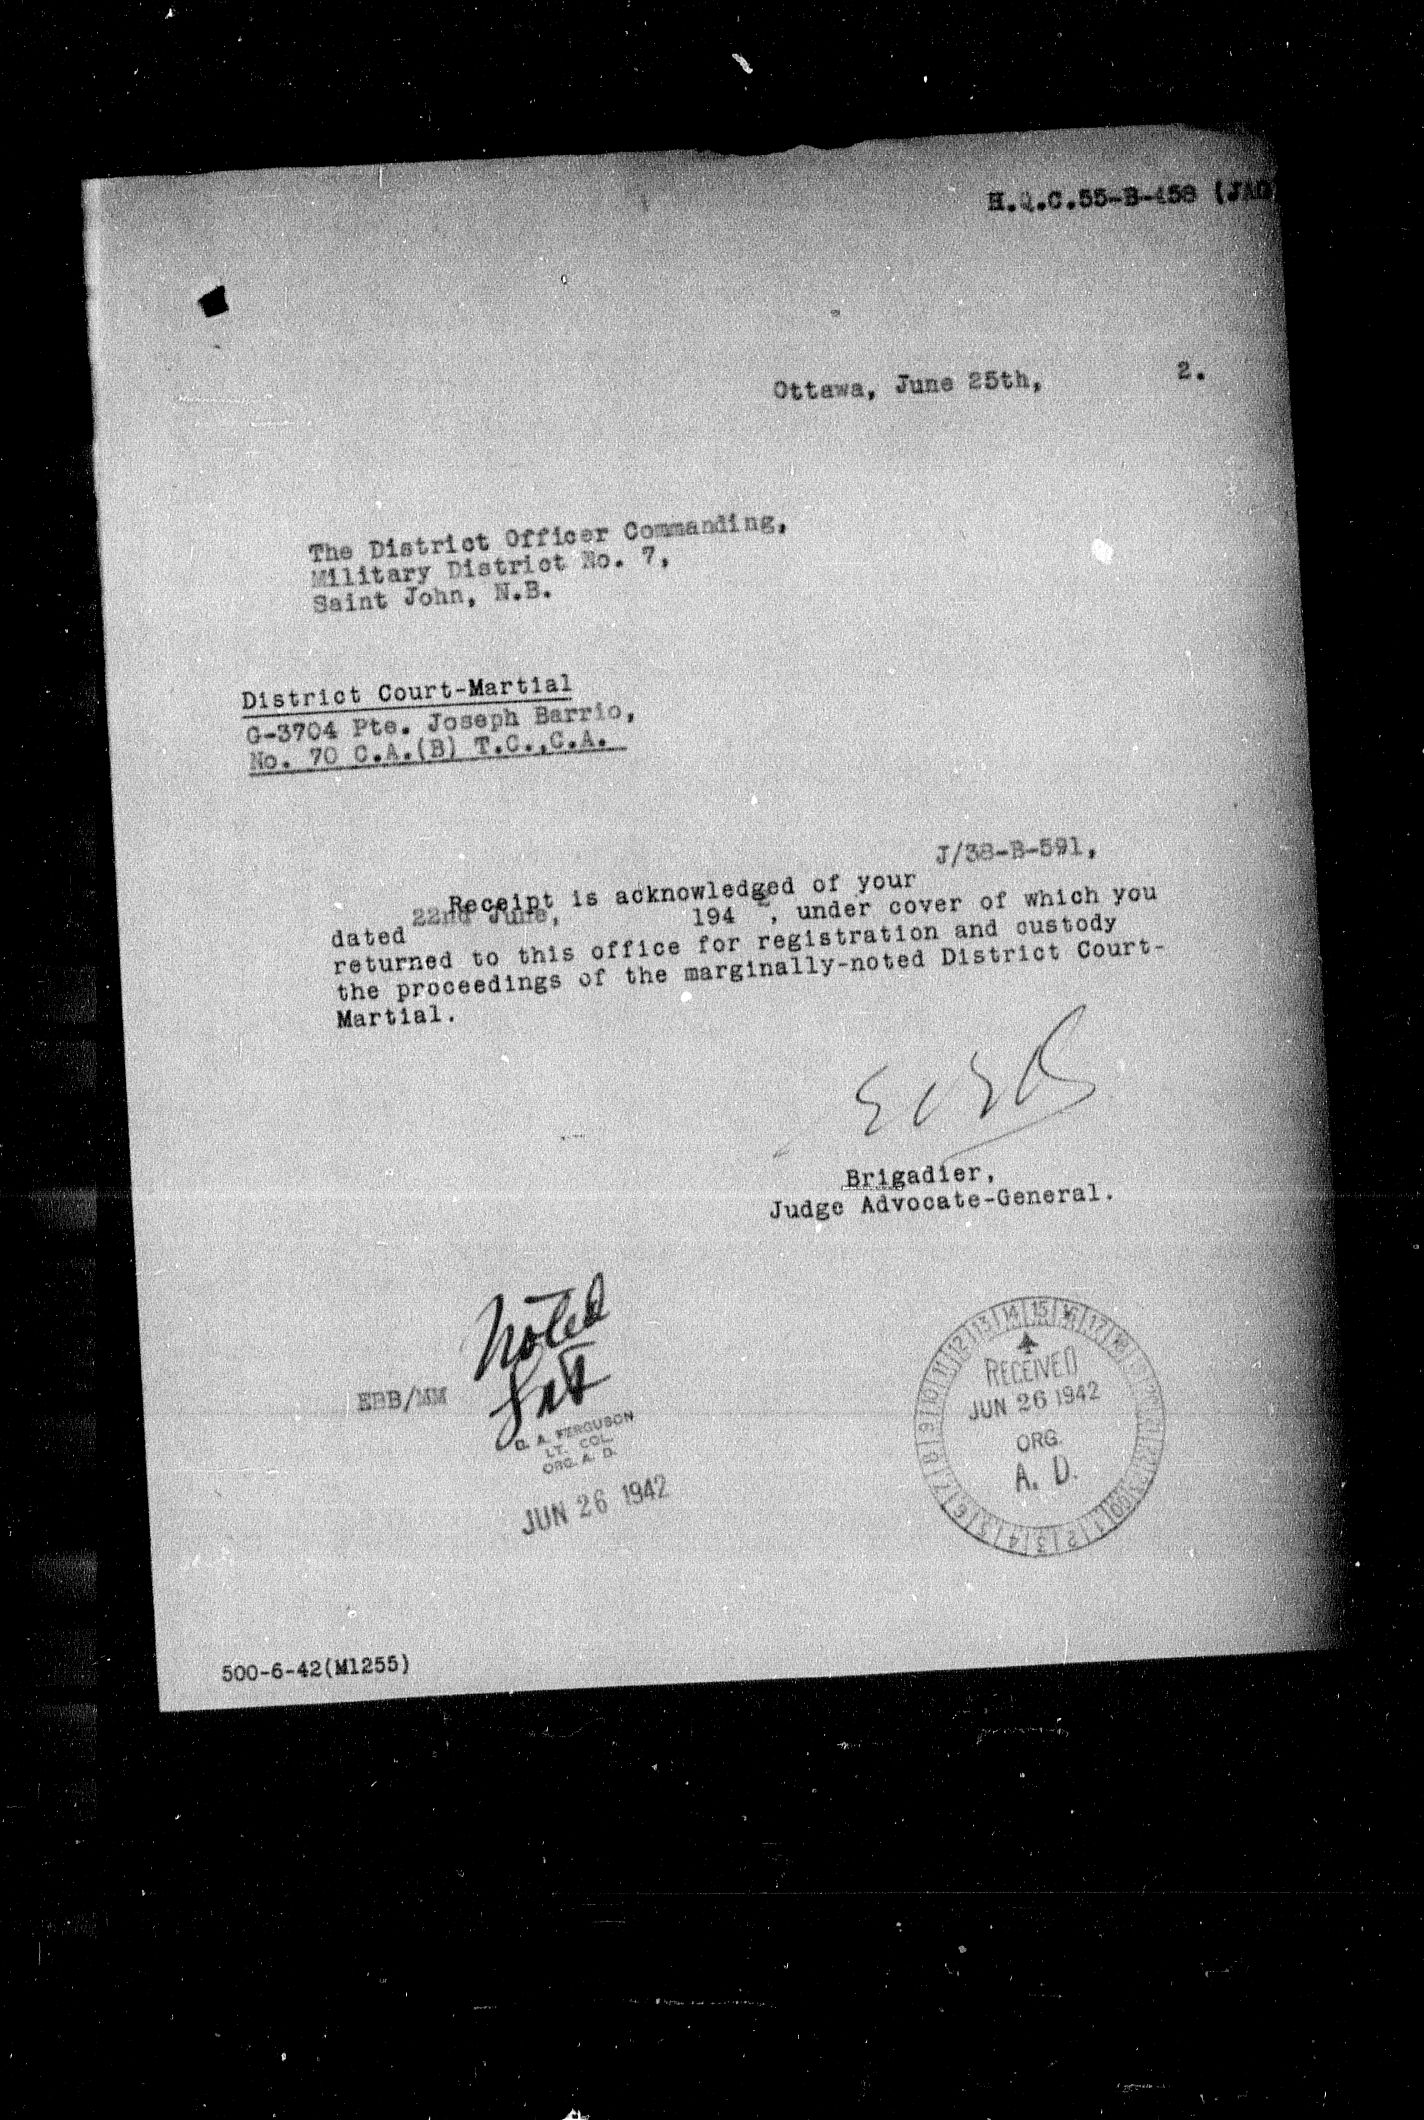 H.Q.C.55-B-458 (JAG)
Ottawa, June 25th, 2.
The District Officer Commanding,
Military District No. 7,
Saint John, N.B.
District Court-Martial
G-3704 Pte. Joseph Barrio,
No. 70 C.A.(B) T.C.,C.A.
J/38-B-591,
Receipt is acknowledged of your
dated 22nd June, 194 , under cover of which you
returned to this office for registration and custody
the proceedings of the marginally-noted District Court-
Martial.
Brigadier,
Judge Advocate-General.
Noted
EBB/MM
D. A. FERGUSON
LT. COL.
ORG. A. D.
JUN 26 1942
RECEIVED
JUN 26 1942
ORG.
A. D.
500-6-42(M1255)